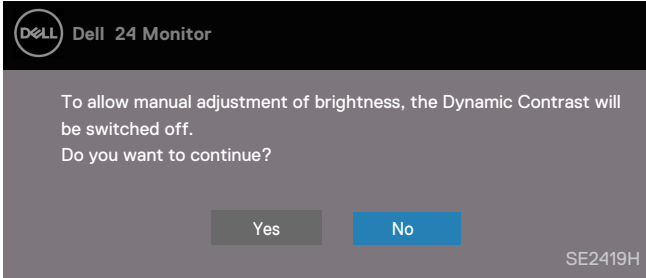 DELL Dell 24 Monitor
To allow manual adjustment of brightness, the Dynamic Contrast will
be switched off.
Do you want to continue?
Yes No
SE2419H